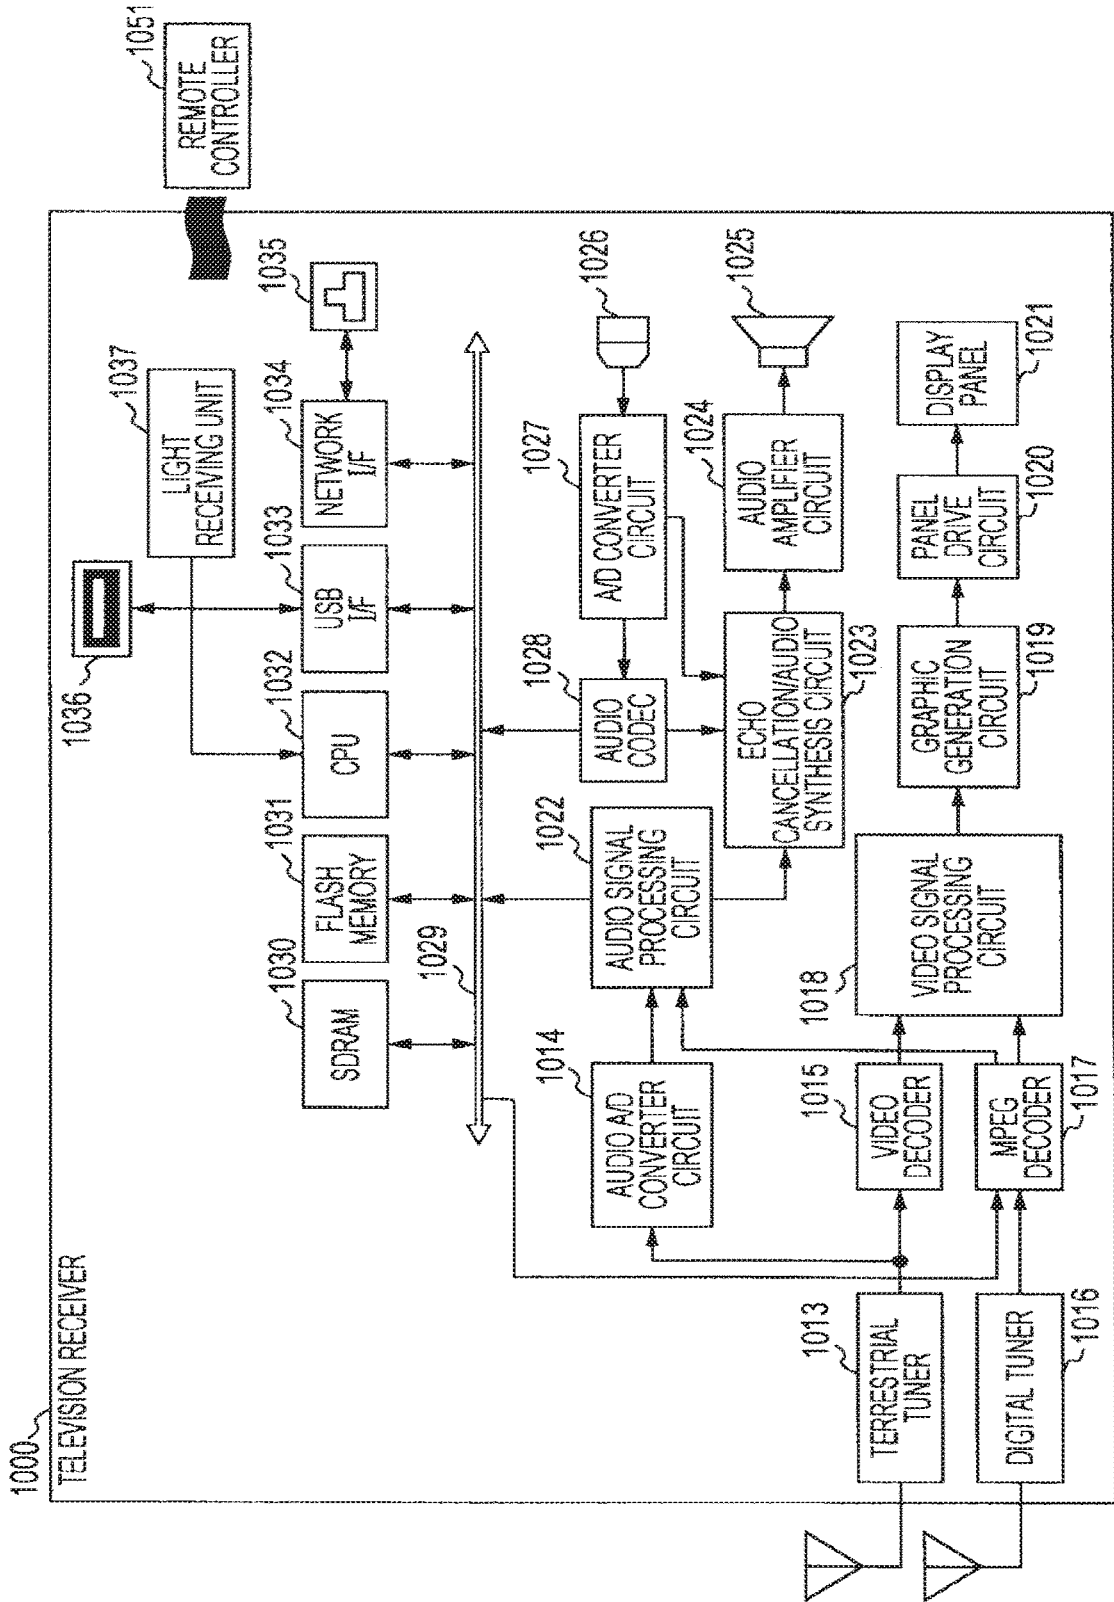 1000
TELEVISION RECEIVER
1051
REMOTE
CONTROLLER
1036
1037
LIGHT
RECEIVING UNIT
1035
1030
SDRAM
1031
FLASH
MEMORY
1032
CPU
1033
USB
I/F
1034
NETWORK
I/F
1029
1014
AUDIO A/D
CONVERTER
CIRCUIT
1022
AUDIO SIGNAL
PROCESSING
CIRCUIT
1028
AUDIO
CODEC
1027
A/D CONVERTER
CIRCUIT
1026
ECHO
CANCELLATION/AUDIO
SYNTHESIS CIRCUIT
1023
1024
AUDIO
AMPLIFIER
CIRCUIT
1025
1013
TERRESTRIAL
TUNER
1015
VIDEO
DECODER
1018
VIDEO SIGNAL
PROCESSING
CIRCUIT
GRAPHIC
GENERATION
CIRCUIT
1019
PANEL
DRIVE
CIRCUIT
1020
DISPLAY
PANEL
1021
DIGITAL TUNER
1016
MPEG
DECODER
1017